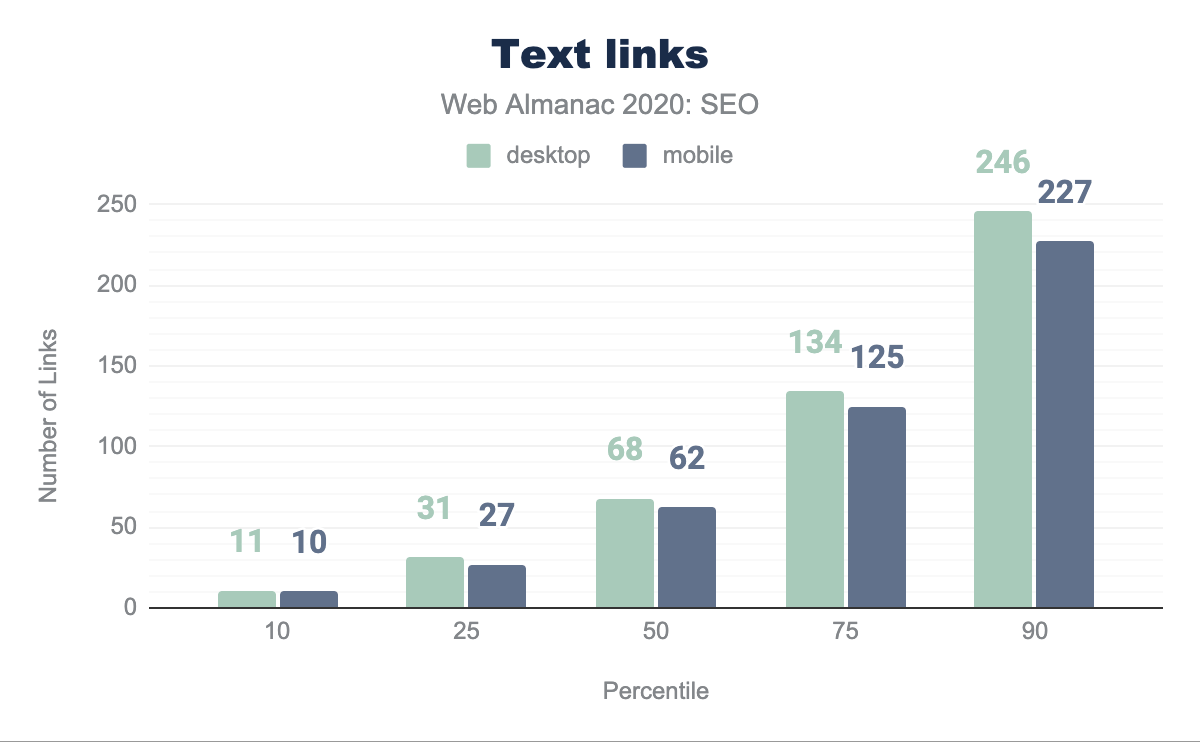 Text links
Web Almanac 2020: SEO
desktop mobile
246
227
250
200
150
100
50
0
Number of Links
134
125
68
62
31
27
11
10
10 25 50 75 90
Percentile